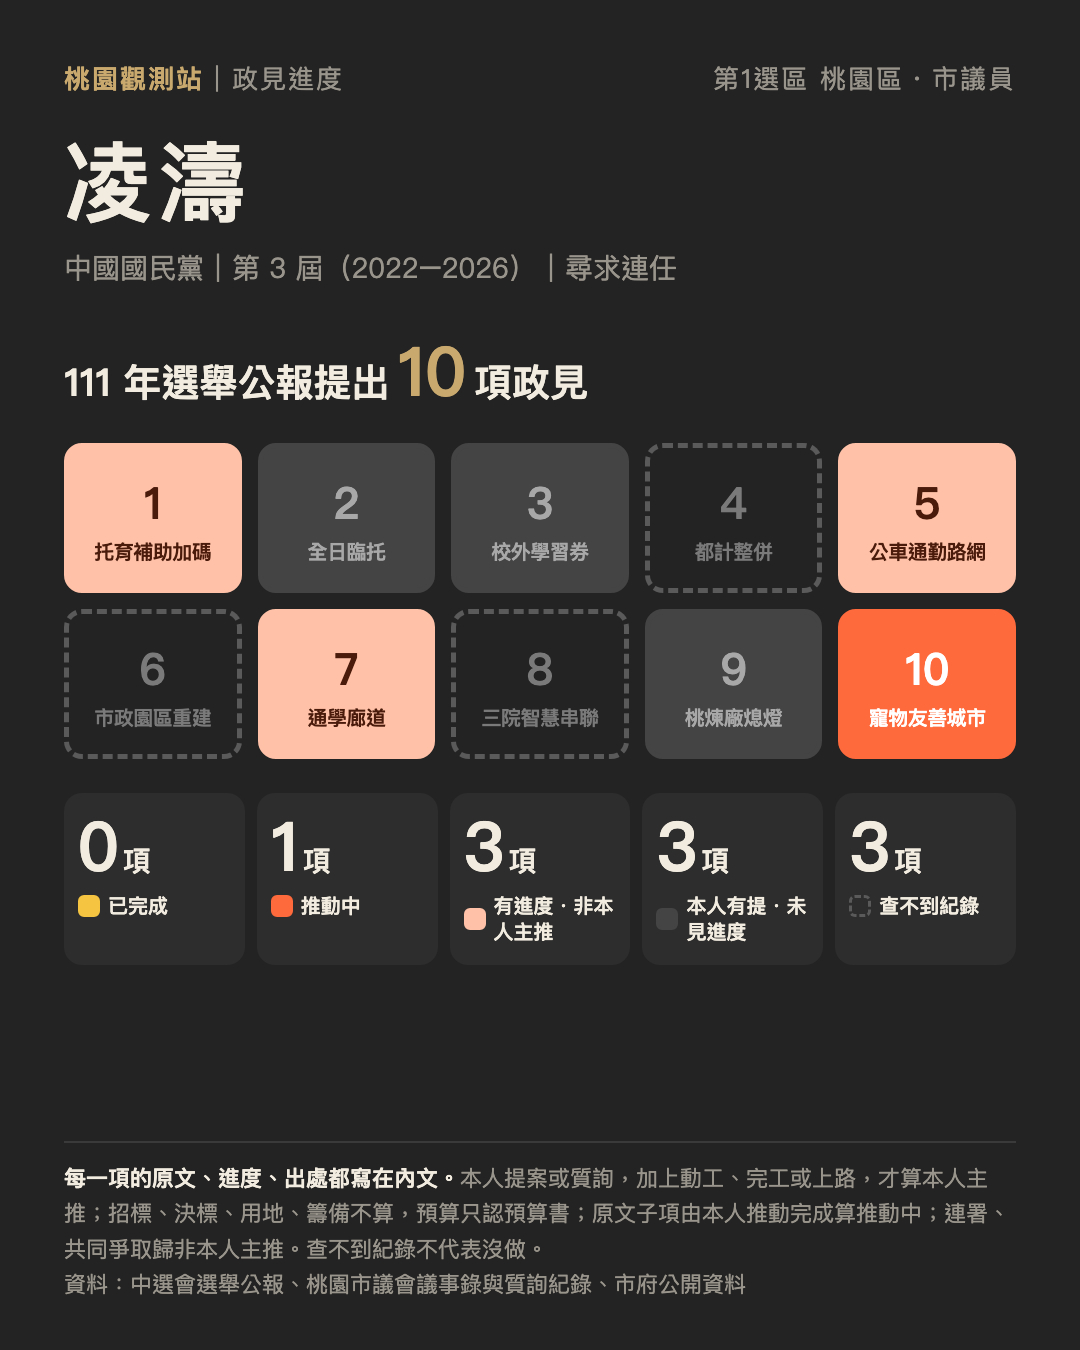 桃園觀測站｜政見進度
第1選區 桃園區・市議員
凌濤
中國國民黨｜第 3 屆（2022–2026）｜尋求連任
111 年選舉公報提出 10 項政見
1
托育補助加碼
2
全日臨托
3
校外學習券
4
都計整併
5
公車通勤路網
6
市政園區重建
7
通學廊道
8
三院智慧串聯
9
桃煉廠熄燈
10
寵物友善城市
0項
已完成
1項
推動中
3項
有進度・非本
人主推
3項
本人有提・未
見進度
3項
查不到紀錄
每一項的原文、進度、出處都寫在內文。本人提案或質詢，加上動工、完工或上路，才算本人主
推；招標、決標、用地、籌備不算，預算只認預算書；原文子項由本人推動完成算推動中；連署、
共同爭取歸非本人主推。查不到紀錄不代表沒做。
資料：中選會選舉公報、桃園市議會議事錄與質詢紀錄、市府公開資料